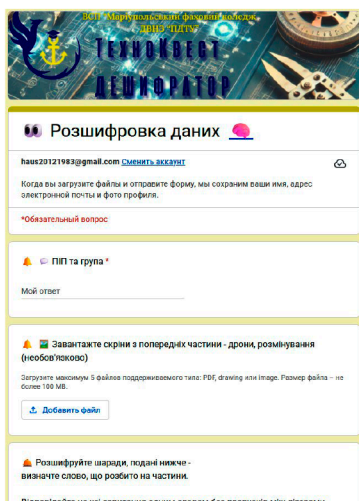 ВСП "Маріупольський фаховий коледж
ДВНЗ "ПДТУ"
ТЕХНОКВЕСТ
ДЕШИФРАТОР
Розшифровка даних
haus20121983@gmail.com Сменить аккаунт
Когда вы загрузите файлы и отправите форму, мы сохраним ваши имя, адрес
электронной почты и фото профиля.
*Обязательный вопрос
ПІП та група *
Мой ответ
Завантажте скріни з попередніх частини - дрони, розмінування
(необов'язково)
Загрузите максимум 5 файлов поддерживаемого типа: PDF, drawing или image. Размер файла – не
более 100 MB.
Добавить файл
Розшифруйте шаради, подані нижче -
визначте слово, що розбито на частини.